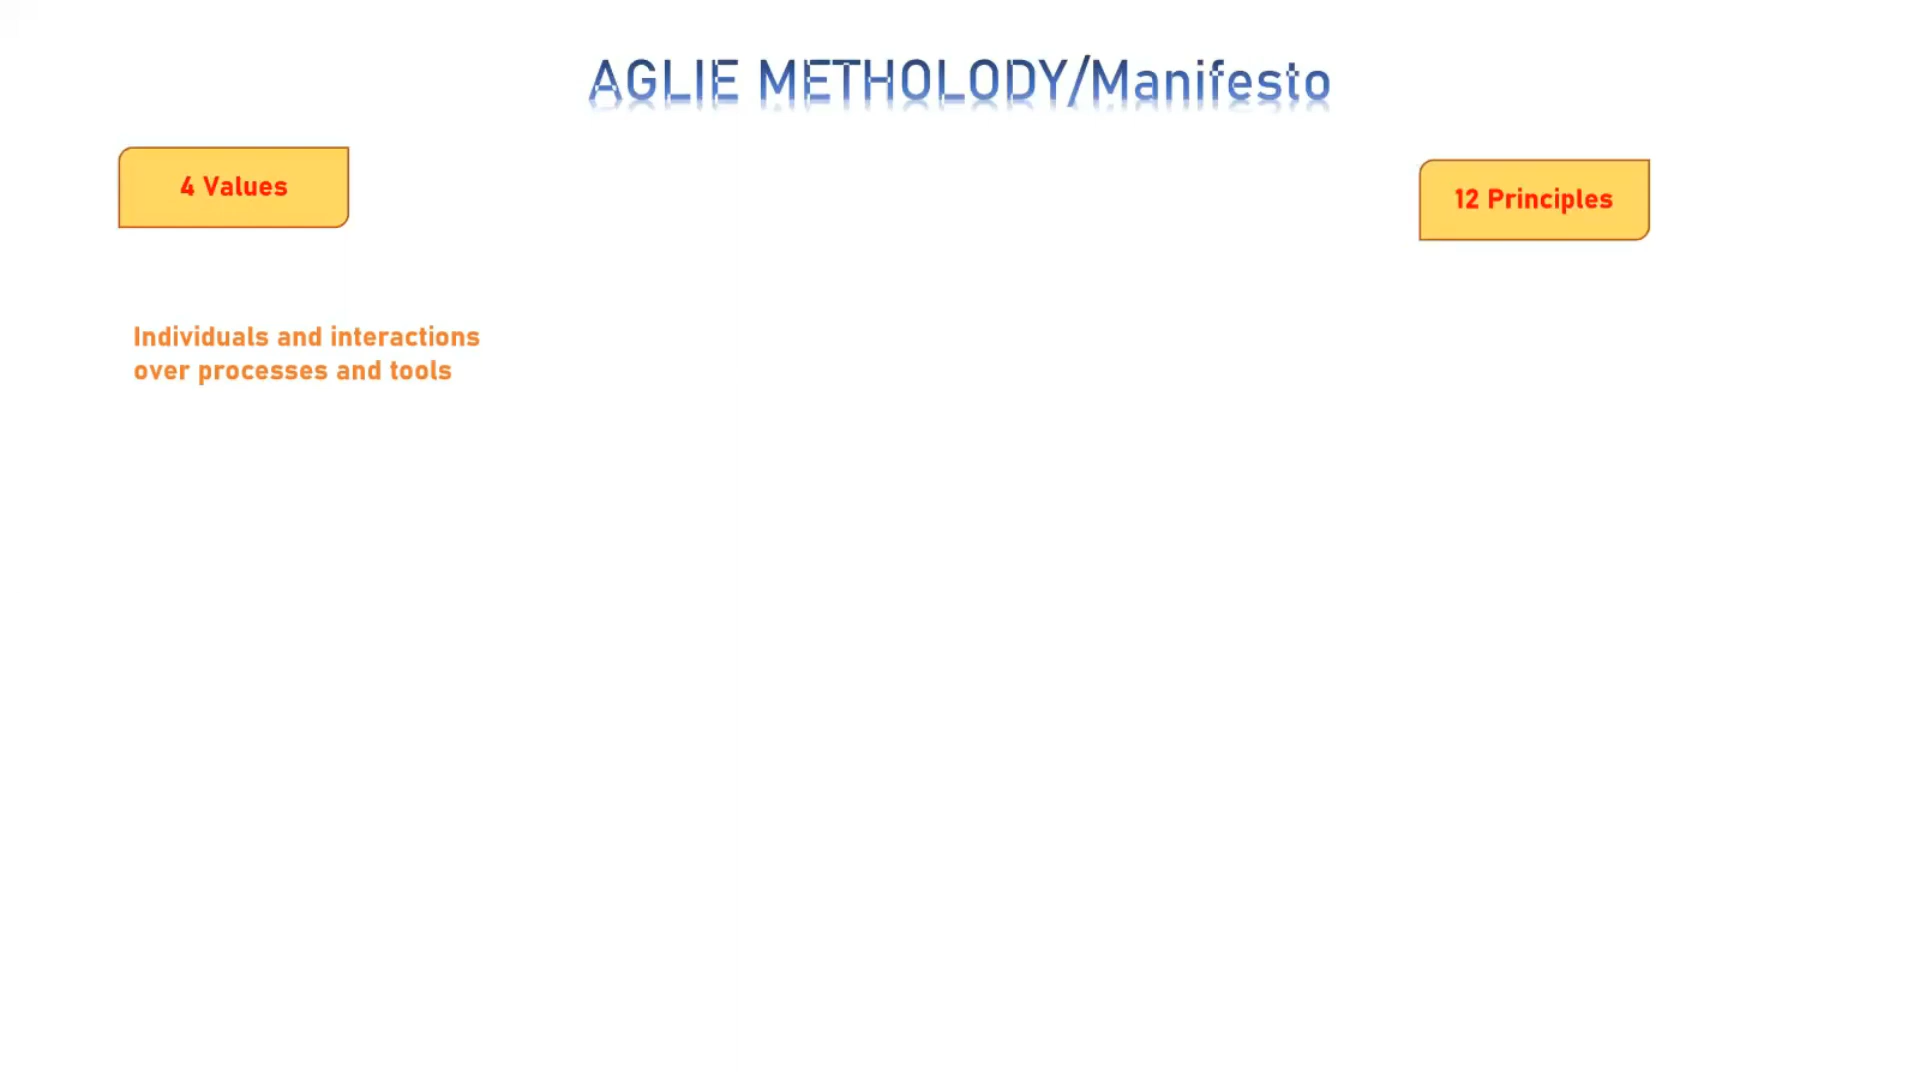 AGLIE METHOLODY/Manifesto
4 Values
12 Principles
Individuals and interactions
over processes and tools